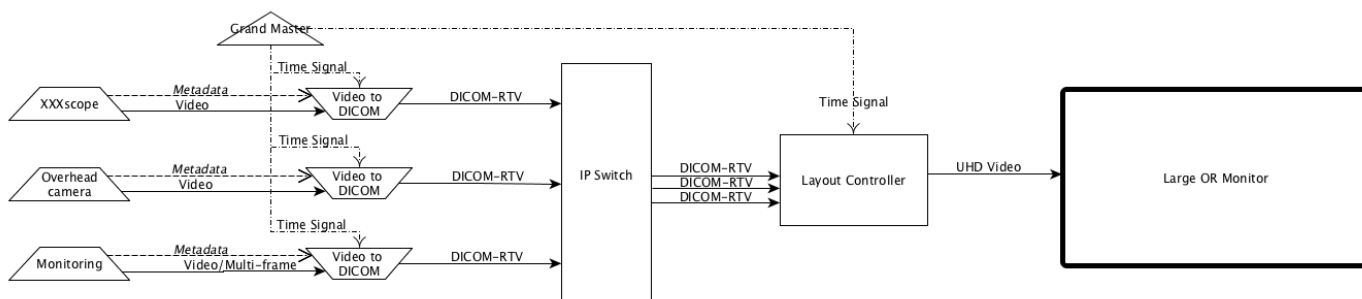 Grand Master
Time Signal
Metadata
XXXscope
Video
Video to
DICOM
DICOM-RTV
Time Signal
Time Signal
Metadata
Overhead
camera
Video
Video to
DICOM
DICOM-RTV
IP Switch
DICOM-RTV
DICOM-RTV
DICOM-RTV
Layout Controller
UHD Video
Large OR Monitor
Time Signal
Metadata
Monitoring
Video/Multi-frame
Video to
DICOM
DICOM-RTV